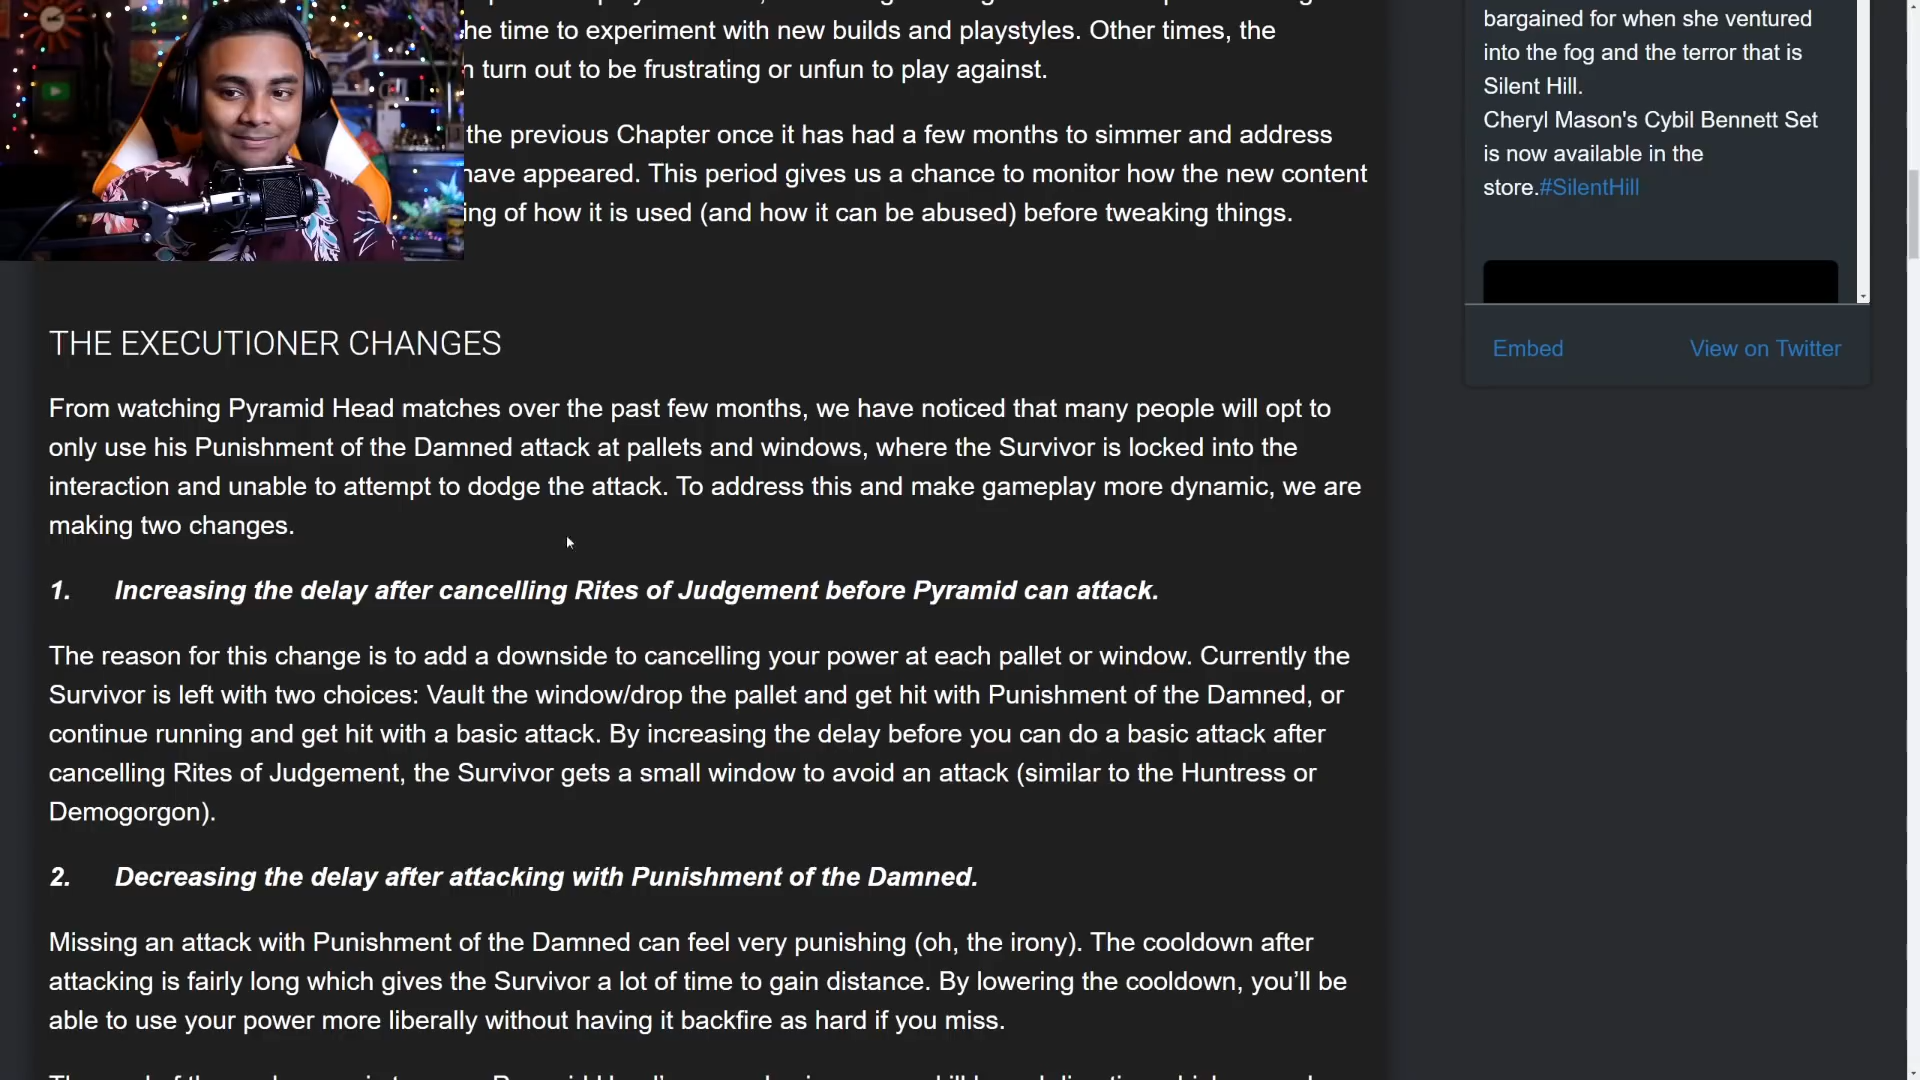 he time to experiment with new builds and playstyles. Other times, the
n turn out to be frustrating or unfun to play against.
the previous Chapter once it has had a few months to simmer and address
have appeared. This period gives us a chance to monitor how the new content
ing of how it is used (and how it can be abused) before tweaking things.
THE EXECUTIONER CHANGES
From watching Pyramid Head matches over the past few months, we have noticed that many people will opt to
only use his Punishment of the Damned attack at pallets and windows, where the Survivor is locked into the
interaction and unable to attempt to dodge the attack. To address this and make gameplay more dynamic, we are
making two changes.
1. Increasing the delay after cancelling Rites of Judgement before Pyramid can attack.
The reason for this change is to add a downside to cancelling your power at each pallet or window. Currently the
Survivor is left with two choices: Vault the window/drop the pallet and get hit with Punishment of the Damned, or
continue running and get hit with a basic attack. By increasing the delay before you can do a basic attack after
cancelling Rites of Judgement, the Survivor gets a small window to avoid an attack (similar to the Huntress or
Demogorgon).
2. Decreasing the delay after attacking with Punishment of the Damned.
Missing an attack with Punishment of the Damned can feel very punishing (oh, the irony). The cooldown after
attacking is fairly long which gives the Survivor a lot of time to gain distance. By lowering the cooldown, you’ll be
able to use your power more liberally without having it backfire as hard if you miss.
bargained for when she ventured
into the fog and the terror that is
Silent Hill.
Cheryl Mason's Cybil Bennett Set
is now available in the
store.#SilentHill
Embed
View on Twitter